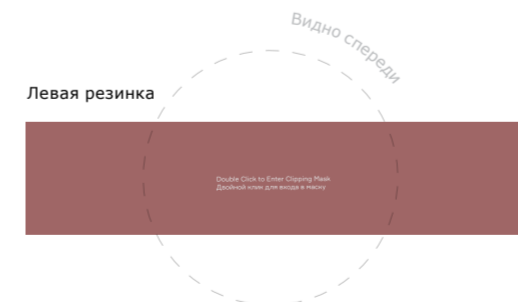 Видно спереди
Левая резинка
Double Click to Enter Clipping Mask
Двойной клик для входа в маску